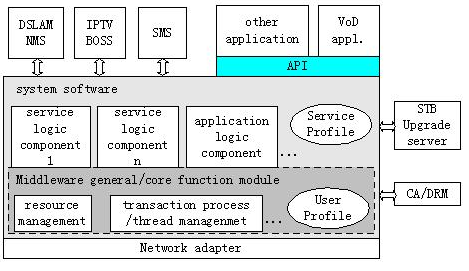 DSLAM
NMS
IPTV
BOSS
SMS
other
application
VoD
appl.
API
system software
service
logic
component
1
service
logic
component
n
application
logic
component
...
Service
Profile
STB
Upgrade
server
Middleware general/core function module
resource
management
transaction process
/thread managenmet
...
User
Profile
CA/DRM
Network adapter